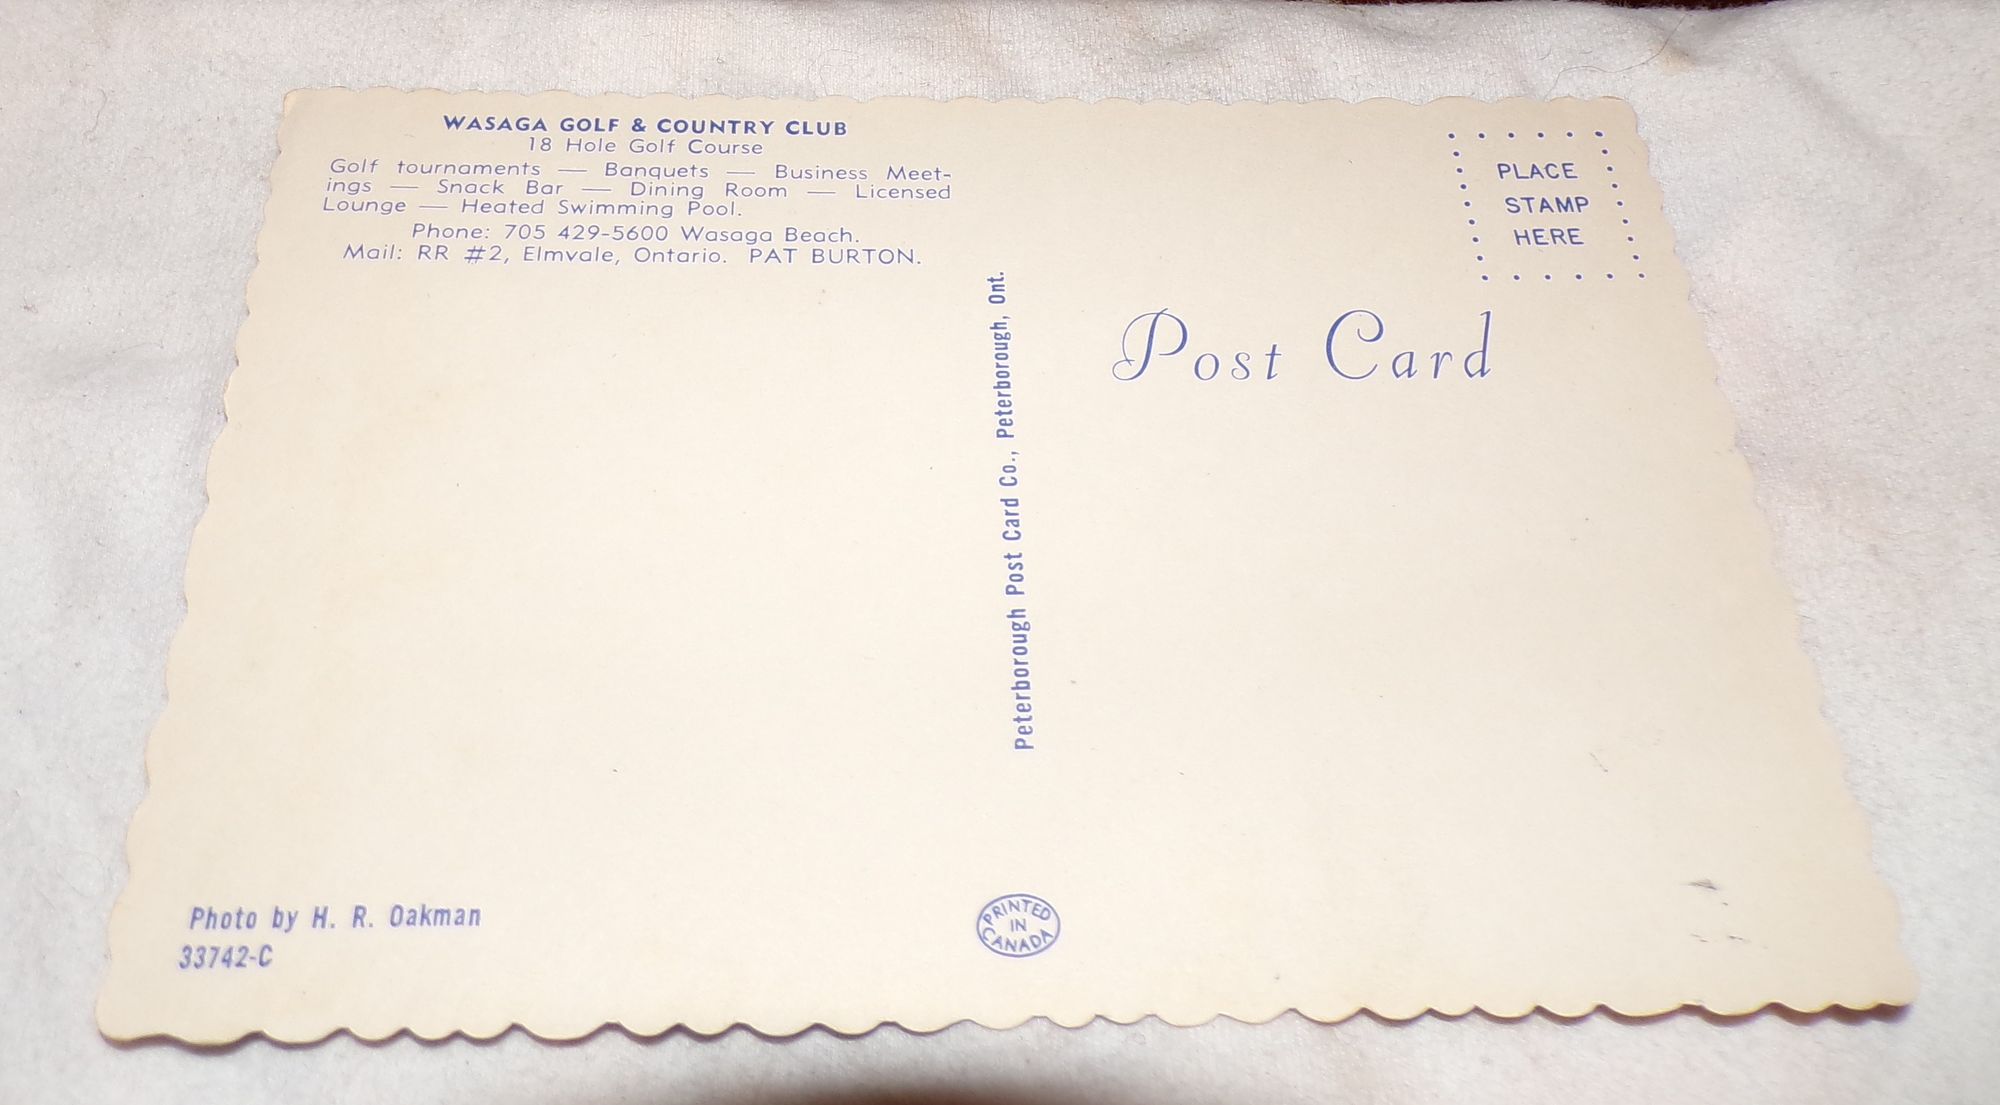 WASAGA GOLF & COUNTRY CLUB
18 Hole Golf Course
Golf tournaments — Banquets — Business Meet-
ings — Snack Bar — Dining Room — Licensed
Lounge — Heated Swimming Pool.
Phone: 705 429-5600 Wasaga Beach.
Mail: RR #2, Elmvale, Ontario. PAT BURTON.
PLACE
STAMP
HERE
Post Card
Peterborough Post Card Co., Peterborough, Ont.
Photo by H. R. Oakman
33742-C
PRINTED
IN
CANADA